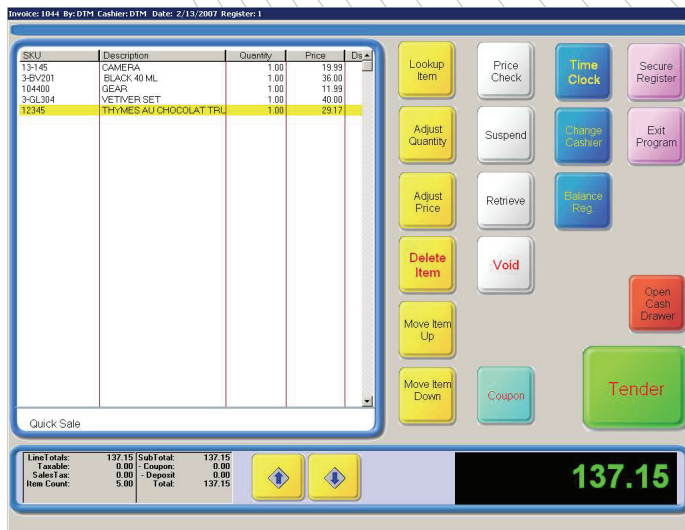 Invoice: 1044 By: DTM Cashier: DTM Date: 2/13/2007 Register: 1
SKU Description Quantity Price Ds
13-145 CAMERA 1.00 19.99
3-BV201 BLACK 40 ML 1.00 36.00
104400 GEAR 1.00 11.99
3-GL304 VETIVER SET 1.00 40.00
12345 THYMES AU CHOCOLAT TRU 1.00 29.17
Quick Sale
Lookup
Item
Price
Check
Time
Clock
Secure
Register
Adjust
Quantity
Suspend
Change
Cashier
Exit
Program
Adjust
Price
Retrieve
Balance
Reg.
Delete
Item
Void
Open
Cash
Drawer
Move Item
Up
Move Item
Down
Coupon
Tender
LineTotals: 137.15 SubTotal: 137.15
Taxable: 0.00 - Coupon: 0.00
SalesTax: 0.00 - Deposit 0.00
Item Count: 5.00 Total: 137.15
137.15